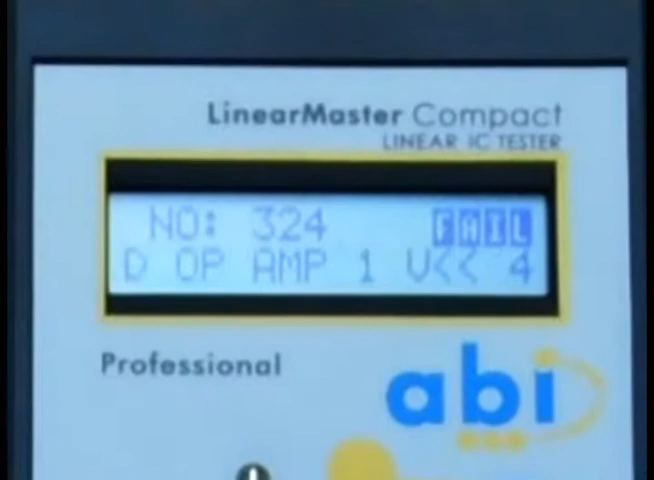 LinearMaster Compact
LINEAR IC TESTER
NO: 324 FAIL
D OP AMP 1 V<< 4
Professional
abi